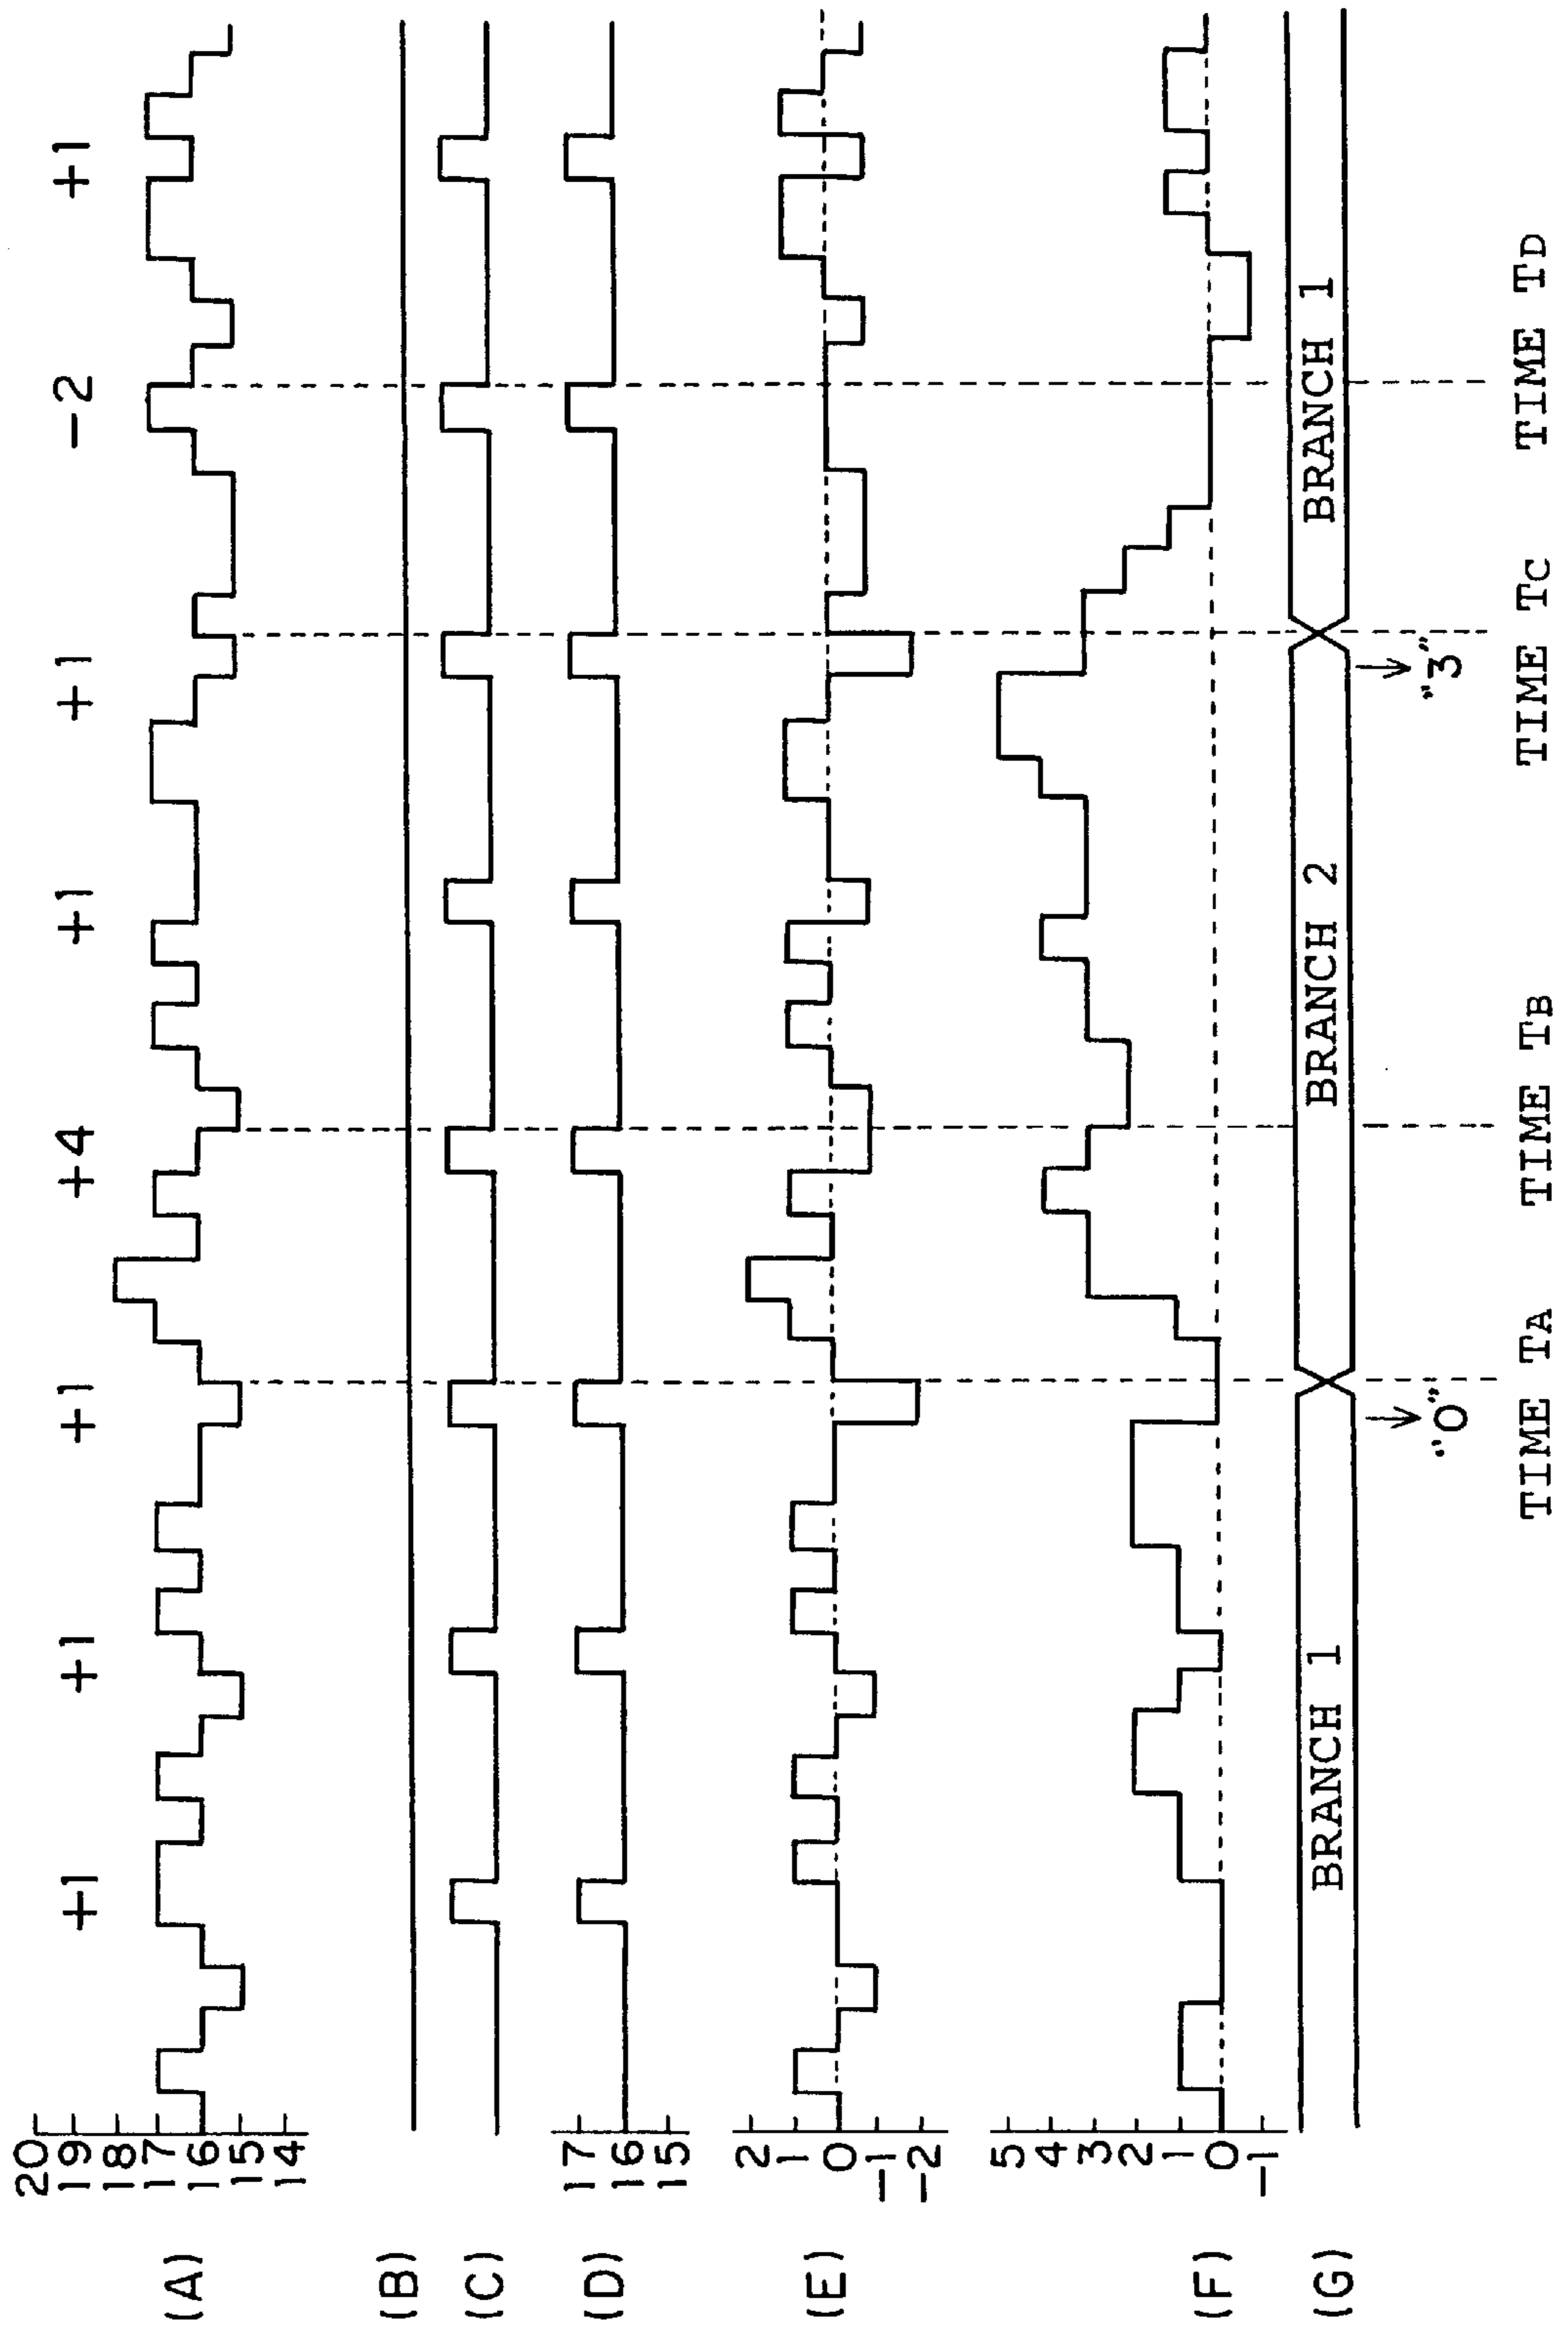 +1 +1 +1 +4 +1 +1 -2 +1
(A) 20 19 18 17 16 15 14
(B)
(C)
(D) 17 16 15
(E) 2 1 0 -1 -2
(F) 5 4 3 2 1 0 -1
(G) BRANCH 1 BRANCH 2 BRANCH 1
"0" "3"
TIME TA TIME TB TIME TC TIME TD